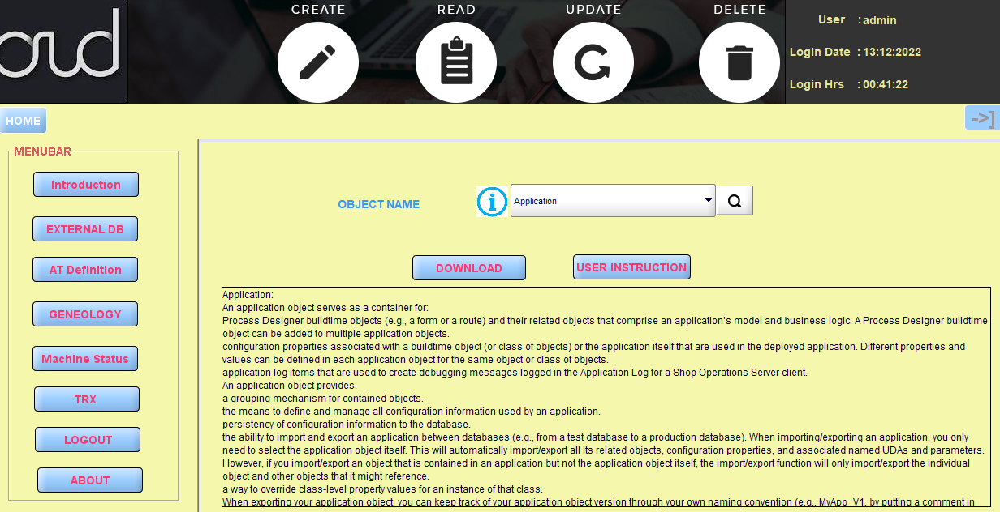 CREATE READ UPDATE DELETE
User : admin
Login Date : 13:12:2022
Login Hrs : 00:41:22
HOME
->]
MENUBAR
Introduction
EXTERNAL DB
AT Definition
GENEOLOGY
Machine Status
TRX
LOGOUT
ABOUT
OBJECT NAME
Application
DOWNLOAD
USER INSTRUCTION
Application:
An application object serves as a container for:
Process Designer buildtime objects (e.g., a form or a route) and their related objects that comprise an application's model and business logic. A Process Designer buildtime
object can be added to multiple application objects.
configuration properties associated with a buildtime object (or class of objects) or the application itself that are used in the deployed application. Different properties and
values can be defined in each application object for the same object or class of objects.
application log items that are used to create debugging messages logged in the Application Log for a Shop Operations Server client.
An application object provides:
a grouping mechanism for contained objects.
the means to define and manage all configuration information used by an application.
persistency of configuration information to the database.
the ability to import and export an application between databases (e.g., from a test database to a production database). When importing/exporting an application, you only
need to select the application object itself. This will automatically import/export all its related objects, configuration properties, and associated named UDAs and parameters.
However, if you import/export an object that is contained in an application but not the application object itself, the import/export function will only import/export the individual
object and other objects that it might reference.
a way to override class-level property values for an instance of that class.
When exporting your application object, you can keep track of your application object version through your own naming convention (e.g., MyApp_V1, by putting a comment in